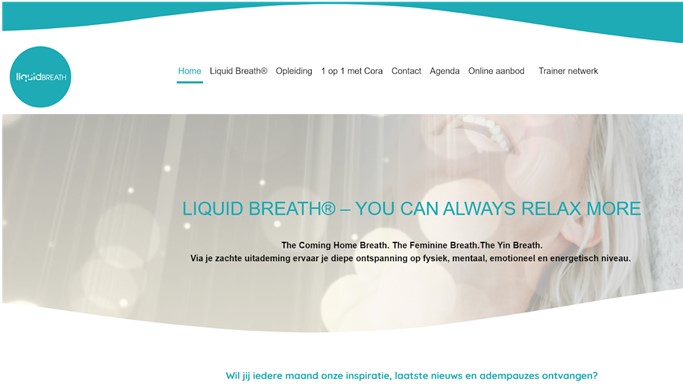 liquidBREATH
Home Liquid Breath® Opleiding 1 op 1 met Cora Contact Agenda Online aanbod Trainer netwerk
LIQUID BREATH® – YOU CAN ALWAYS RELAX MORE
The Coming Home Breath. The Feminine Breath.The Yin Breath.
Via je zachte uitademing ervaar je diepe ontspanning op fysiek, mentaal, emotioneel en energetisch niveau.
Wil jij iedere maand onze inspiratie, laatste nieuws en adempauzes ontvangen?